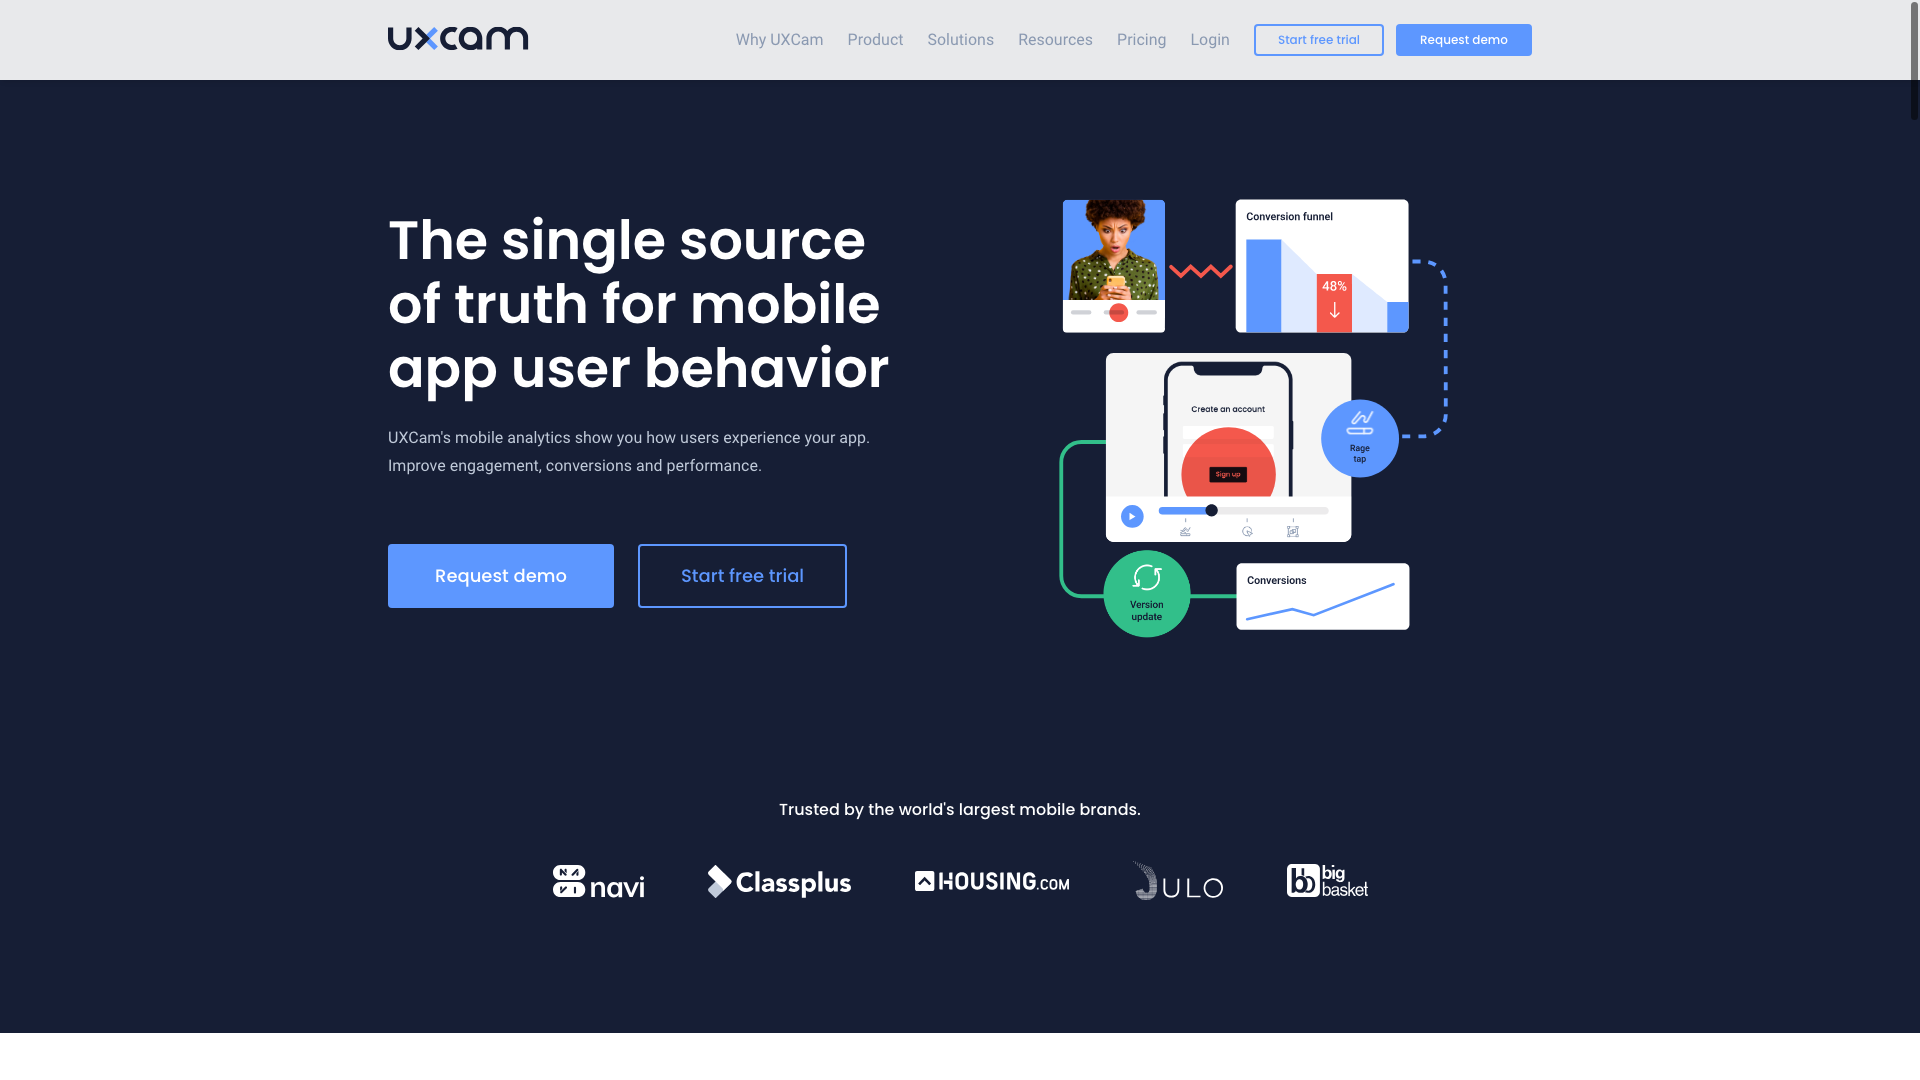 uxcam
Why UXCam
Product
Solutions
Resources
Pricing
Login
Start free trial
Request demo
The single source
of truth for mobile
app user behavior
UXCam's mobile analytics show you how users experience your app.
Improve engagement, conversions and performance.
Request demo
Start free trial
Conversion funnel
48%
Create an account
Sign up
Rage
tap
Version
update
Conversions
Trusted by the world's largest mobile brands.
NAVI navi
Classplus
HOUSING.COM
JULO
bb big
basket